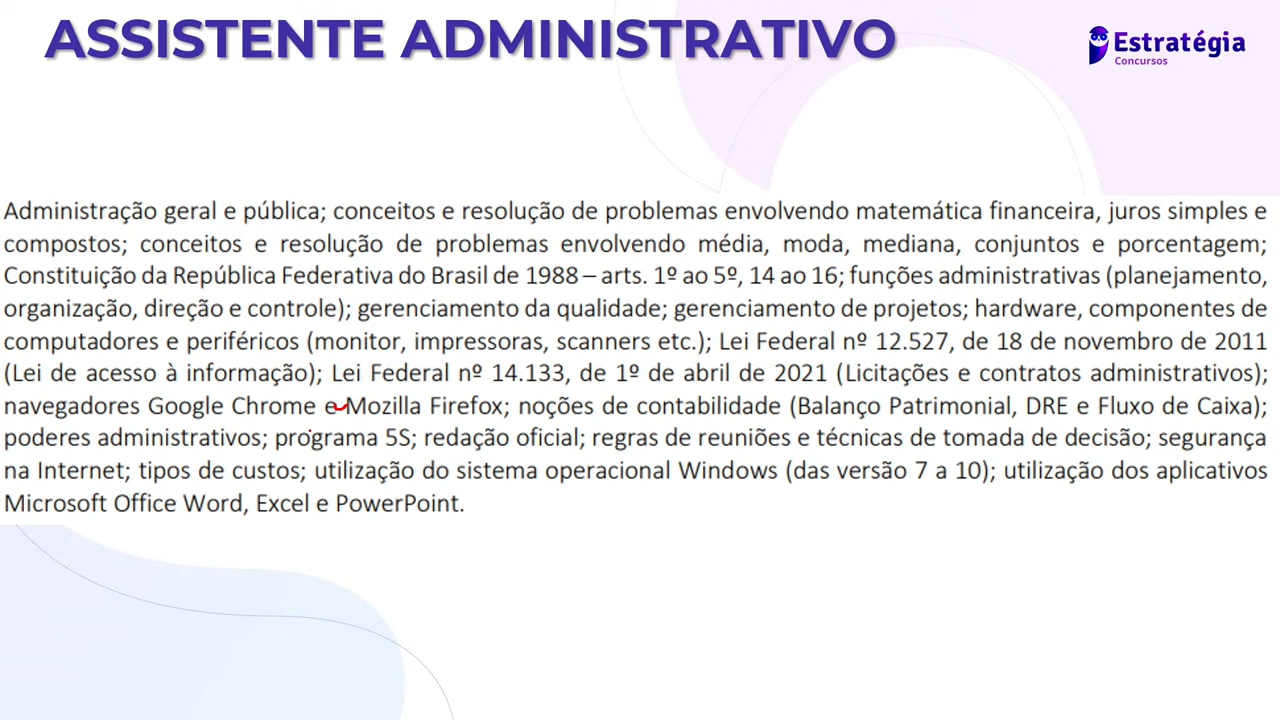 ASSISTENTE ADMINISTRATIVO
Estratégia
Concursos
Administração geral e pública; conceitos e resolução de problemas envolvendo matemática financeira, juros simples e
compostos; conceitos e resolução de problemas envolvendo média, moda, mediana, conjuntos e porcentagem;
Constituição da República Federativa do Brasil de 1988 – arts. 1º ao 5º, 14 ao 16; funções administrativas (planejamento,
organização, direção e controle); gerenciamento da qualidade; gerenciamento de projetos; hardware, componentes de
computadores e periféricos (monitor, impressoras, scanners etc.); Lei Federal nº 12.527, de 18 de novembro de 2011
(Lei de acesso à informação); Lei Federal nº 14.133, de 1º de abril de 2021 (Licitações e contratos administrativos);
navegadores Google Chrome e Mozilla Firefox; noções de contabilidade (Balanço Patrimonial, DRE e Fluxo de Caixa);
poderes administrativos; programa 5S; redação oficial; regras de reuniões e técnicas de tomada de decisão; segurança
na Internet; tipos de custos; utilização do sistema operacional Windows (das versão 7 a 10); utilização dos aplicativos
Microsoft Office Word, Excel e PowerPoint.